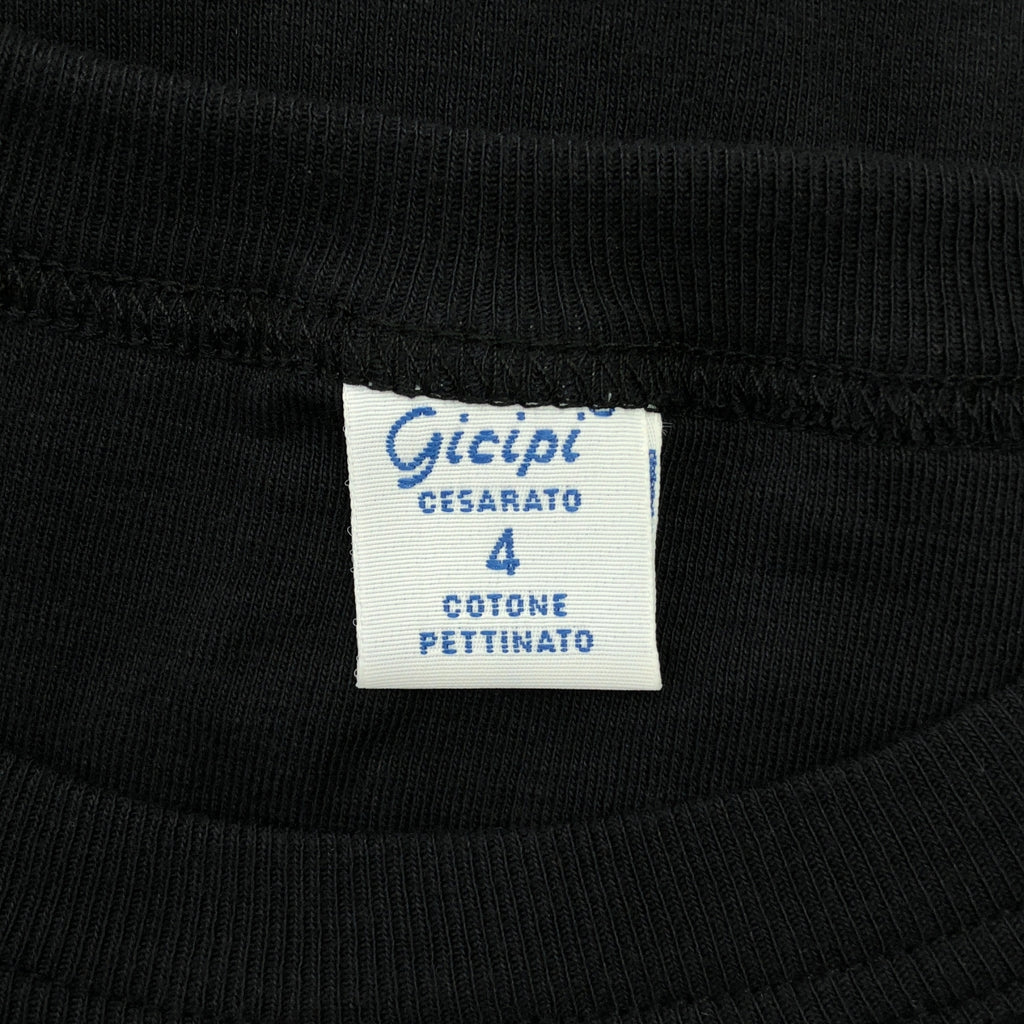 Gicipi
CESARATO
4
COTONE
PETTINATO